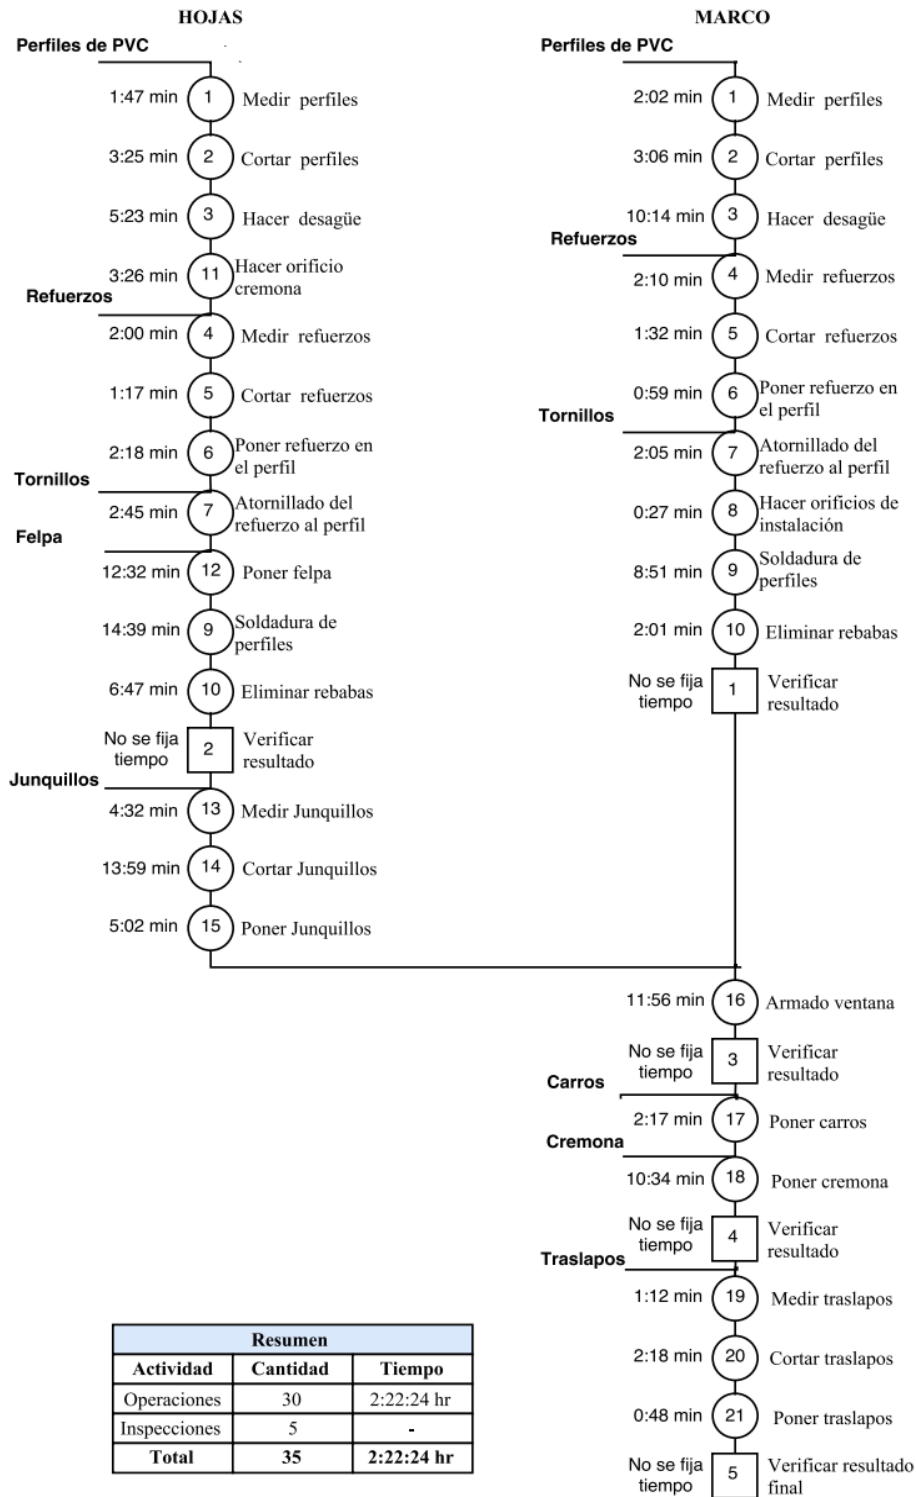 HOJAS
Perfiles de PVC
1:47 min 1 Medir perfiles
3:25 min 2 Cortar perfiles
5:23 min 3 Hacer desagüe
3:26 min 11 Hacer orificio
cremona
Refuerzos
2:00 min 4 Medir refuerzos
1:17 min 5 Cortar refuerzos
2:18 min 6 Poner refuerzo en
el perfil
Tornillos
2:45 min 7 Atornillado del
refuerzo al perfil
Felpa
12:32 min 12 Poner felpa
14:39 min 9 Soldadura de
perfiles
6:47 min 10 Eliminar rebabas
No se fija
tiempo
2
Verificar
resultado
Junquillos
4:32 min 13 Medir Junquillos
13:59 min 14 Cortar Junquillos
5:02 min 15 Poner Junquillos
MARCO
Perfiles de PVC
2:02 min 1 Medir perfiles
3:06 min 2 Cortar perfiles
10:14 min 3 Hacer desagüe
Refuerzos
2:10 min 4 Medir refuerzos
1:32 min 5 Cortar refuerzos
0:59 min 6 Poner refuerzo en
el perfil
Tornillos
2:05 min 7 Atornillado del
refuerzo al perfil
0:27 min 8 Hacer orificios de
instalación
8:51 min 9 Soldadura de
perfiles
2:01 min 10 Eliminar rebabas
No se fija
tiempo
1
Verificar
resultado
11:56 min 16 Armado ventana
No se fija
tiempo
3
Verificar
resultado
Carros
2:17 min 17 Poner carros
Cremona
10:34 min 18 Poner cremona
No se fija
tiempo
4
Verificar
resultado
Traslapos
1:12 min 19 Medir traslapos
2:18 min 20 Cortar traslapos
0:48 min 21 Poner traslapos
No se fija
tiempo
5
Verificar resultado
final
Resumen
Actividad Cantidad Tiempo
Operaciones 30 2:22:24 hr
Inspecciones 5 -
Total 35 2:22:24 hr